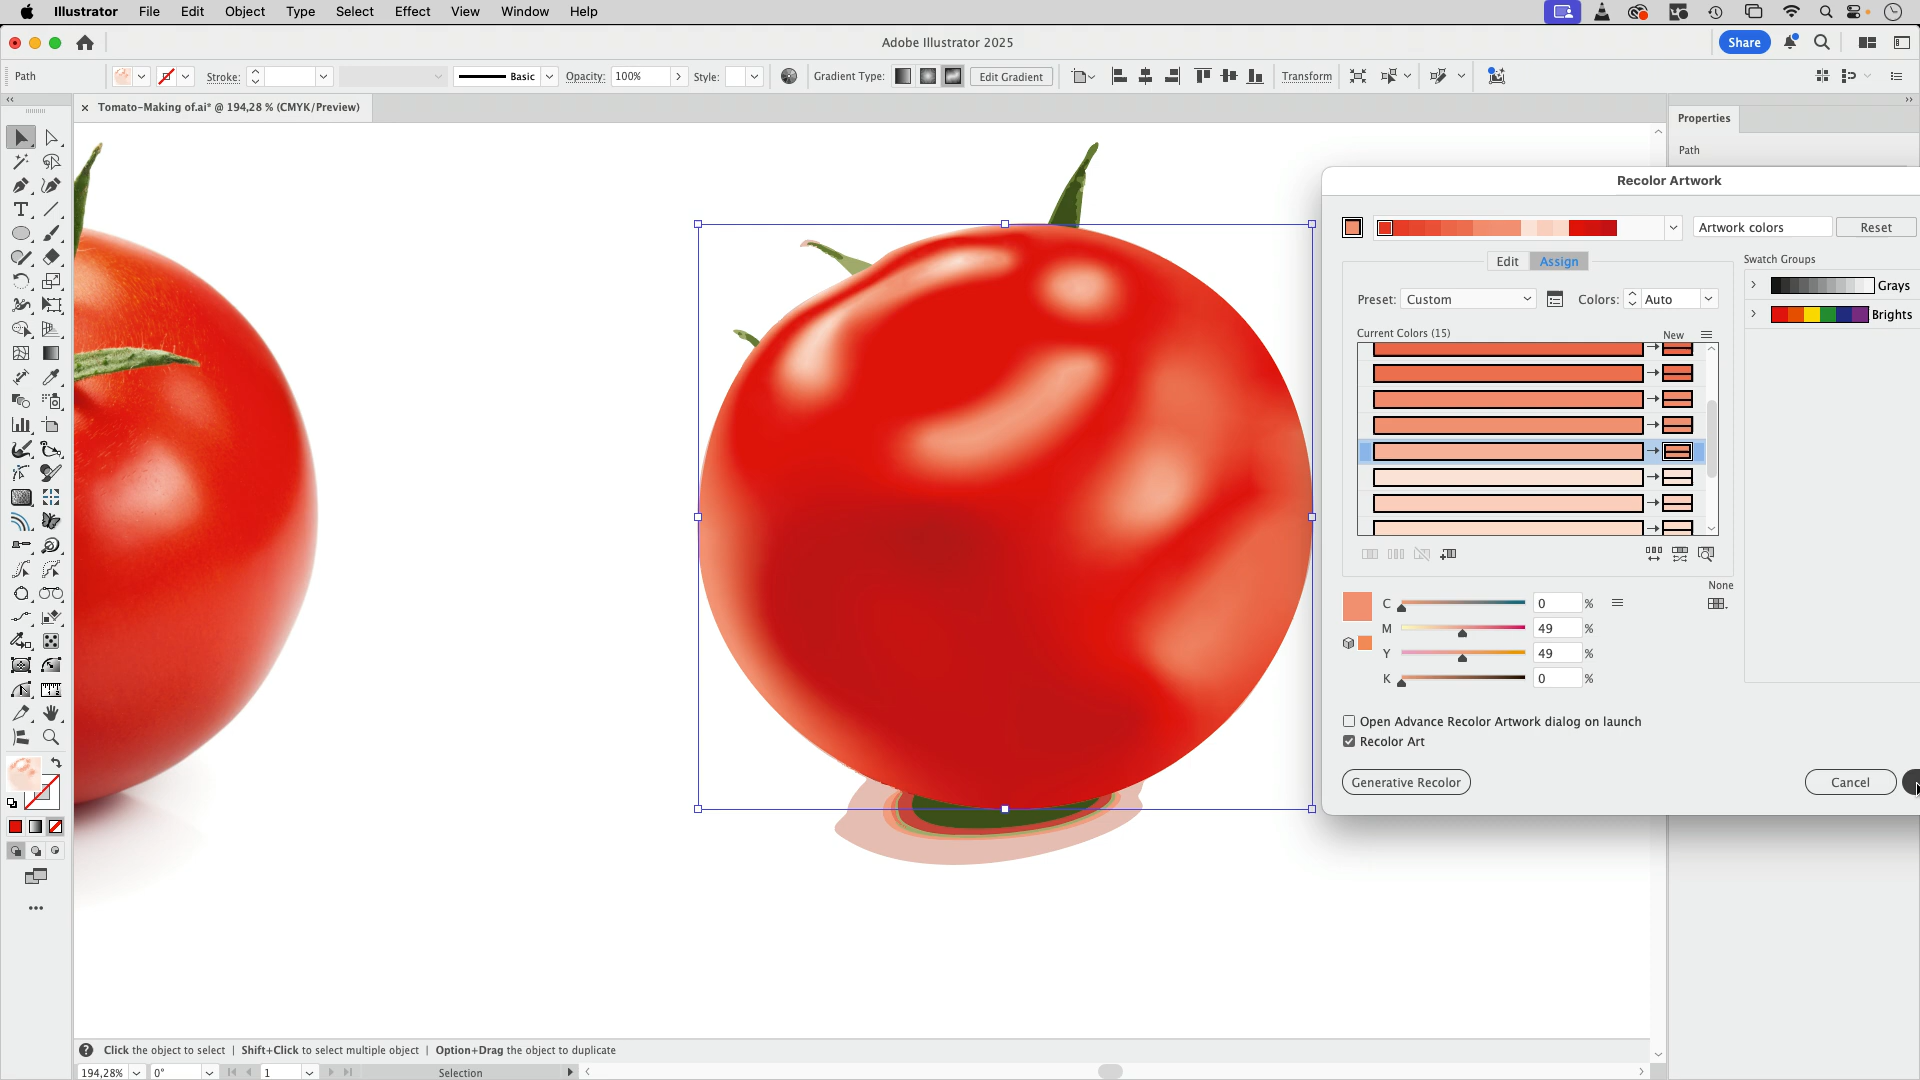 Illustrator File Edit Object Type Select Effect View Window Help
Adobe Illustrator 2025
Share
Path Stroke: Basic Opacity: 100% Style: Gradient Type: Edit Gradient Transform
Tomato-Making of.ai* @ 194,28 % (CMYK/Preview)
Properties
Path
Recolor Artwork
Artwork colors Reset
Edit Assign
Swatch Groups
Grays
Preset: Custom Colors: Auto
Brights
Current Colors (15) New
None
C 0 %
M 49 %
Y 49 %
K 0 %
Open Advance Recolor Artwork dialog on launch
Recolor Art
Generative Recolor Cancel
Click the object to select | Shift+Click to select multiple object | Option+Drag the object to duplicate
194,28% 0° 1 Selection